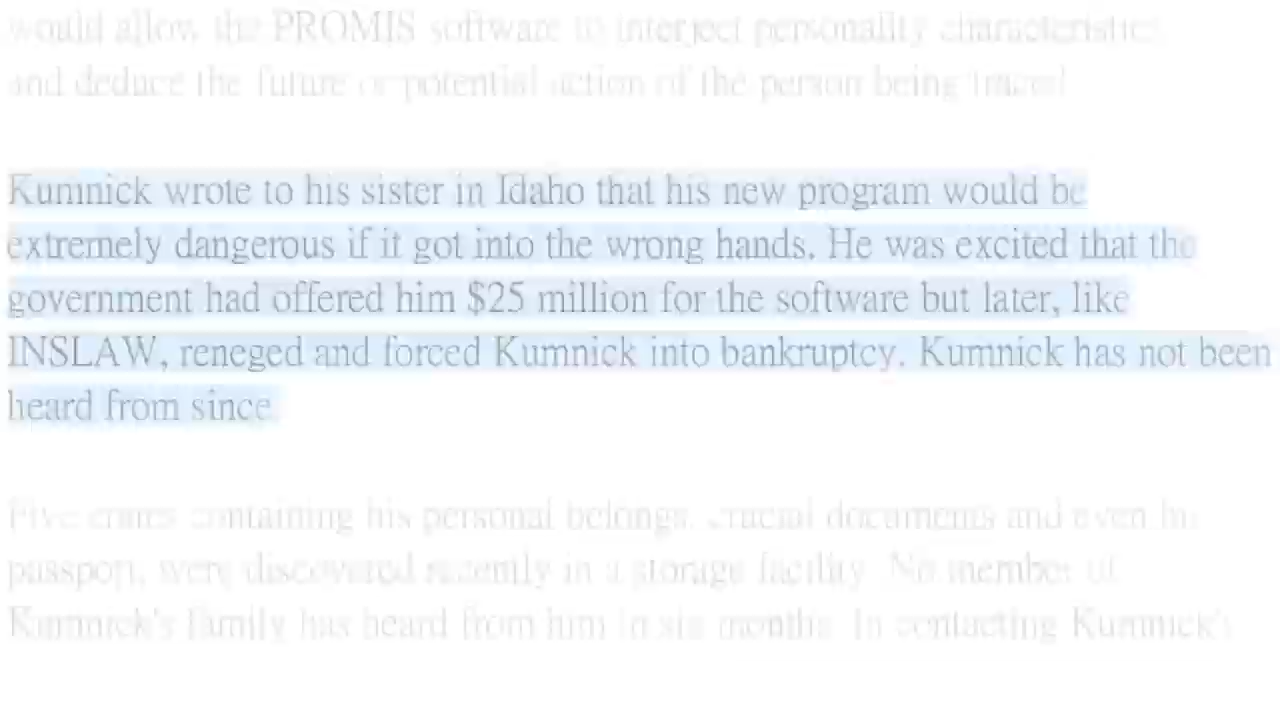 would allow the PROMIS software to interject personality characteristics
and deduce the future or potential action of the person being traced
Kumnick wrote to his sister in Idaho that his new program would be
extremely dangerous if it got into the wrong hands. He was excited that the
government had offered him $25 million for the software but later, like
INSLAW, reneged and forced Kumnick into bankruptcy. Kumnick has not been
heard from since.
Five crates containing his personal belongs, crucial documents and even his
passport, were discovered recently in a storage facility. No member of
Kumnick's family has heard from him in six months. In contacting Kumnick's